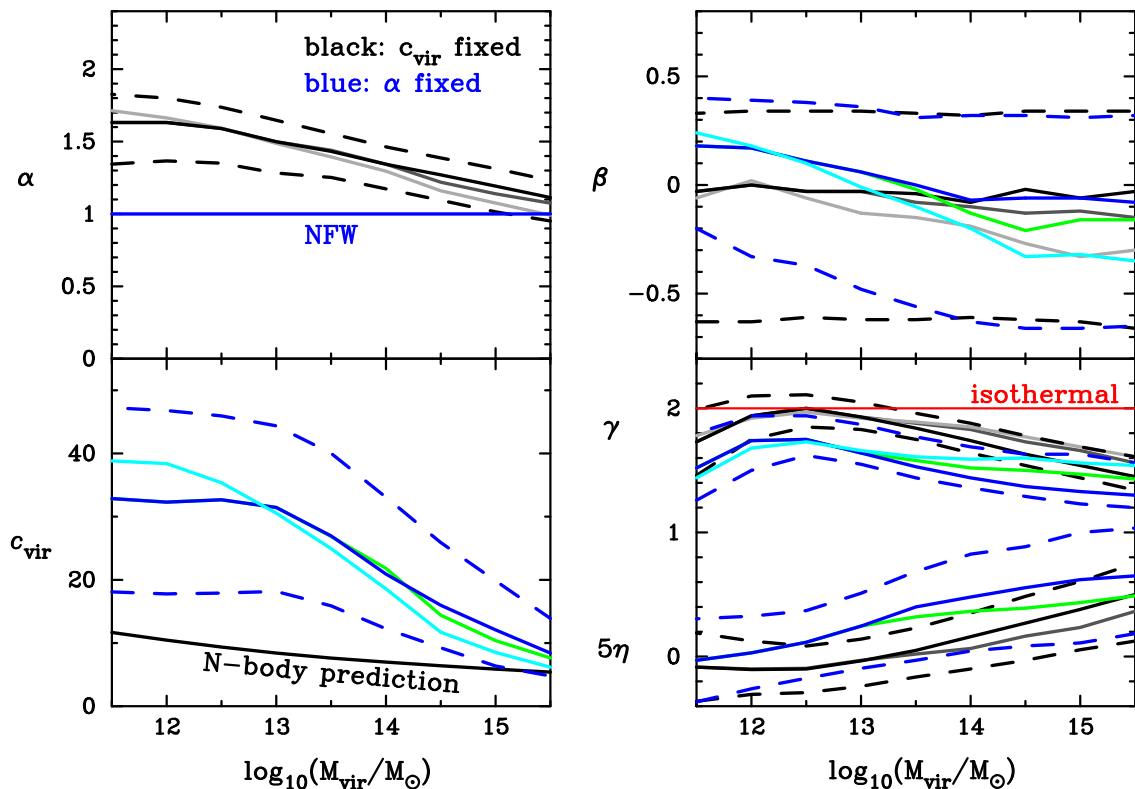 black: c_vir fixed
blue: α fixed
2
1.5
α
1
NFW
0.5
0
0.5
β
0
−0.5
40
c_vir
20
N-body prediction
0
12 13 14 15
log₁₀(M_vir/M_☉)
isothermal
2
γ
1
5η
0
12 13 14 15
log₁₀(M_vir/M_☉)